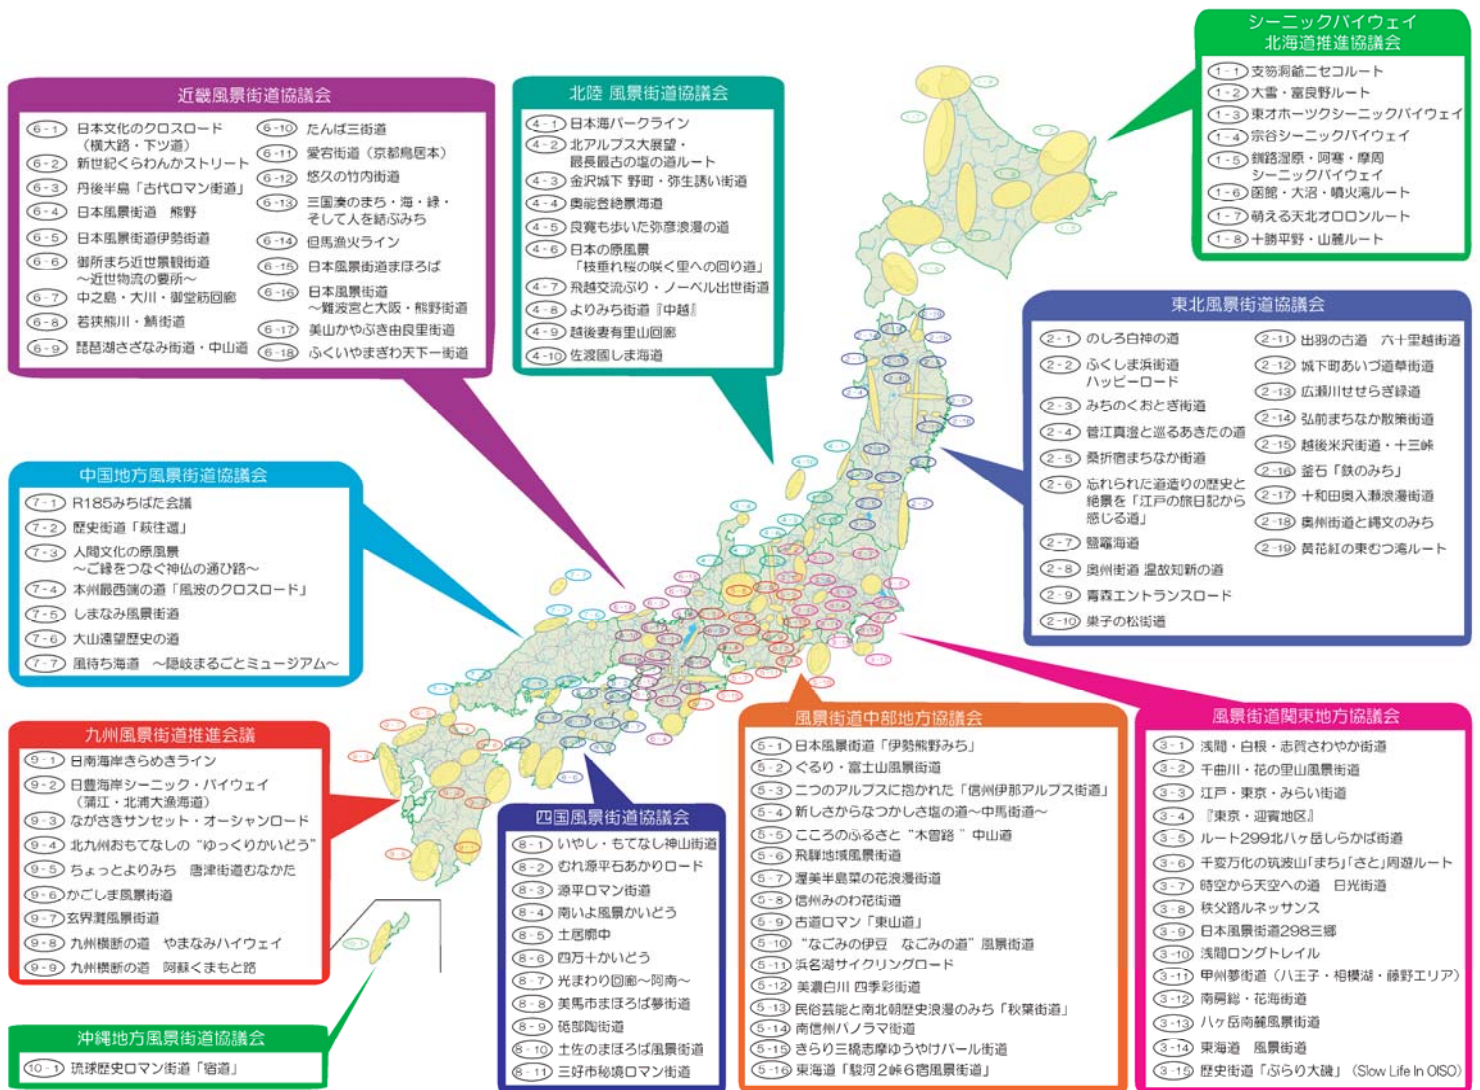 シーニックバイウェイ
北海道推進協議会
1-1 支笏洞爺ニセコルート
1-2 大雪・富良野ルート
1-3 東オホーツクシーニックバイウェイ
1-4 宗谷シーニックバイウェイ
1-5 釧路湿原・阿寒・摩周
シーニックバイウェイ
1-6 函館・大沼・噴火湾ルート
1-7 萌える天北オロロンルート
1-8 十勝平野・山麓ルート
近畿風景街道協議会
6-1 日本文化のクロスロード
(横大路・下ツ道)
6-2 新世紀くらわんかストリート
6-3 丹後半島「古代ロマン街道」
6-4 日本風景街道 熊野
6-5 日本風景街道伊勢街道
6-6 御所まち近世景観街道
～近世物流の要所～
6-7 中之島・大川・御堂筋回廊
6-8 若狭熊川・鯖街道
6-9 琵琶湖さざなみ街道・中山道
6-10 たんば三街道
6-11 愛宕街道(京都鳥居本)
6-12 悠久の竹内街道
6-13 三国湊のまち・海・緑・
そして人を結ぶみち
6-14 但馬漁火ライン
6-15 日本風景街道まほろば
6-16 日本風景街道
～難波宮と大阪・熊野街道
6-17 美山かやぶき由良里街道
6-18 ふくいやまぎわ天下一街道
北陸 風景街道協議会
4-1 日本海パークライン
4-2 北アルプス大展望・
最長最古の塩の道ルート
4-3 金沢城下 野町・弥生誘い街道
4-4 奥能登絶景海道
4-5 良寛も歩いた弥彦浪漫の道
4-6 日本の原風景
「枝垂れ桜の咲く里への回り道」
4-7 飛越交流ぶり・ノーベル出世街道
4-8 よりみち街道『中越』
4-9 越後妻有里山回廊
4-10 佐渡國しま海道
東北風景街道協議会
2-1 のしろ白神の道
2-2 ふくしま浜街道
ハッピーロード
2-3 みちのくおとぎ街道
2-4 菅江真澄と巡るあきたの道
2-5 桑折宿まちなか街道
2-6 忘れられた道造りの歴史と
絶景を「江戸の旅日記から
感じる道」
2-7 鹽竈海道
2-8 奥州街道 温故知新の道
2-9 青森エントランスロード
2-10 巣子の松街道
2-11 出羽の古道 六十里越街道
2-12 城下町あいづ道草街道
2-13 広瀬川せせらぎ緑道
2-14 弘前まちなか散策街道
2-15 越後米沢街道・十三峠
2-16 釜石「鉄のみち」
2-17 十和田奥入瀬浪漫街道
2-18 奥州街道と縄文のみち
2-19 菜花紅の東むつ湾ルート
中国地方風景街道協議会
7-1 R185みちばた会議
7-2 歴史街道「萩往還」
7-3 人間文化の原風景
～ご縁をつなぐ神仏の通ひ路～
7-4 本州最西端の道「風波のクロスロード」
7-5 しまなみ風景街道
7-6 大山遠望歴史の道
7-7 風待ち海道 ～隠岐まるごとミュージアム～
九州風景街道推進会議
9-1 日南海岸きらめきライン
9-2 日豊海岸シーニック・バイウェイ
(蒲江・北浦大漁海道)
9-3 ながさきサンセット・オーシャンロード
9-4 北九州おもてなしの“ゆっくりかいどう”
9-5 ちょっとよりみち 唐津街道むなかた
9-6 かごしま風景街道
9-7 玄界灘風景街道
9-8 九州横断の道 やまなみハイウェイ
9-9 九州横断の道 阿蘇くまもと路
沖縄地方風景街道協議会
10-1 琉球歴史ロマン街道「宿道」
四国風景街道協議会
8-1 いやし・もてなし神山街道
8-2 むれ源平石あかりロード
8-3 源平ロマン街道
8-4 南いよ風景かいどう
8-5 土居廓中
8-6 四万十かいどう
8-7 光まわり回廊～阿南～
8-8 美馬市まほろば夢街道
8-9 砥部陶街道
8-10 土佐のまほろば風景街道
8-11 三好市秘境ロマン街道
風景街道中部地方協議会
5-1 日本風景街道「伊勢熊野みち」
5-2 ぐるり・富士山風景街道
5-3 二つのアルプスに抱かれた「信州伊那アルプス街道」
5-4 新しさからなつかしさ塩の道～中馬街道～
5-5 こころのふるさと“木曽路”中山道
5-6 飛騨地域風景街道
5-7 渥美半島菜の花浪漫街道
5-8 信州みのわ花街道
5-9 古道ロマン「東山道」
5-10 “なごみの伊豆 なごみの道”風景街道
5-11 浜名湖サイクリングロード
5-12 美濃白川 四季彩街道
5-13 民俗芸能と南北朝歴史浪漫のみち「秋葉街道」
5-14 南信州パノラマ街道
5-15 きらり三橋志摩ゆうやけパール街道
5-16 東海道「駿河2峠6宿風景街道」
風景街道関東地方協議会
3-1 浅間・白根・志賀さわやか街道
3-2 千曲川・花の里山風景街道
3-3 江戸・東京・みらい街道
3-4 『東京・迎賓地区』
3-5 ルート299北八ヶ岳しらかば街道
3-6 千変万化の筑波山「まち」「さと」周遊ルート
3-7 時空から天空への道 日光街道
3-8 秩父路ルネッサンス
3-9 日本風景街道298三郷
3-10 浅間ロングトレイル
3-11 甲州夢街道(八王子・相模湖・藤野エリア)
3-12 南房総・花海街道
3-13 八ヶ岳南麓風景街道
3-14 東海道 風景街道
3-15 歴史街道「ぶらり大磯」(Slow Life In OISO)